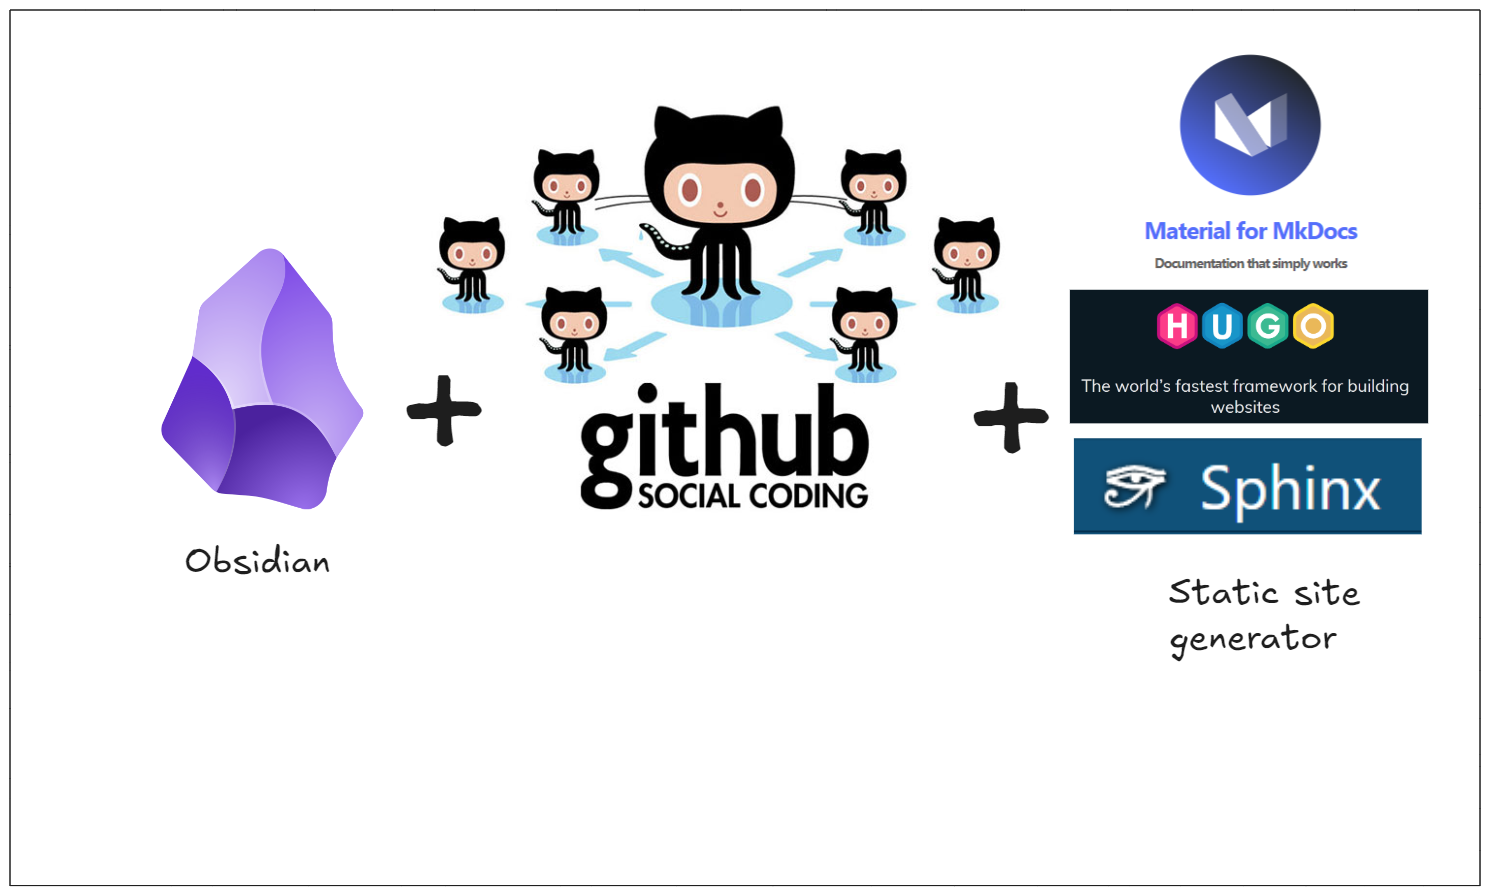 Obsidian
github
SOCIAL CODING
Material for MkDocs
Documentation that simply works
HUGO
The world's fastest framework for building
websites
Sphinx
Static site
generator